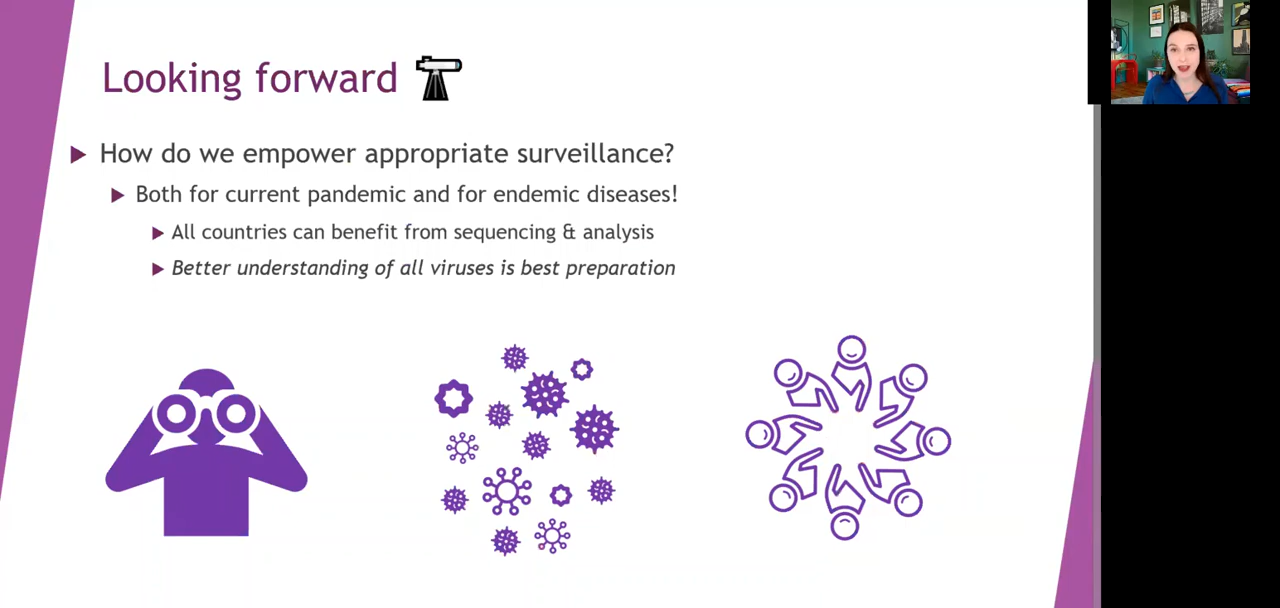 Looking forward
How do we empower appropriate surveillance?
Both for current pandemic and for endemic diseases!
All countries can benefit from sequencing & analysis
Better understanding of all viruses is best preparation